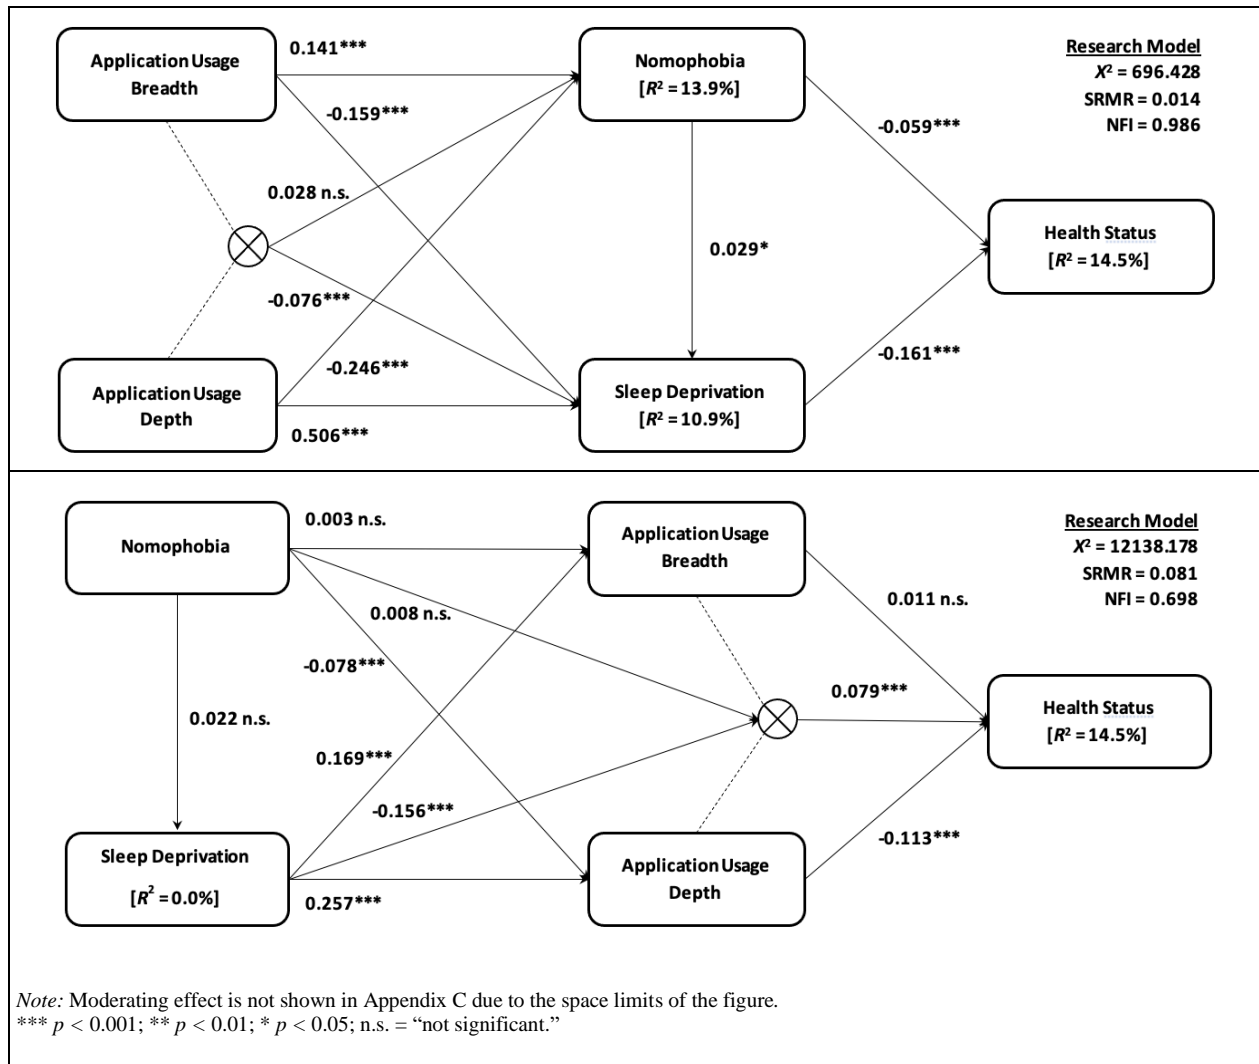 Application Usage
Breadth
0.141***
Nomophobia
[R² = 13.9%]
Research Model
X² = 696.428
SRMR = 0.014
NFI = 0.986
-0.159***
-0.059***
0.028 n.s.
Health Status
[R² = 14.5%]
0.029*
-0.076***
-0.246***
-0.161***
Application Usage
Depth
0.506***
Sleep Deprivation
[R² = 10.9%]
Nomophobia
0.003 n.s.
Application Usage
Breadth
Research Model
X² = 12138.178
SRMR = 0.081
NFI = 0.698
0.008 n.s.
0.011 n.s.
-0.078***
0.079***
Health Status
[R² = 14.5%]
0.022 n.s.
0.169***
-0.156***
-0.113***
Sleep Deprivation
[R² = 0.0%]
0.257***
Application Usage
Depth
Note: Moderating effect is not shown in Appendix C due to the space limits of the figure.
*** p < 0.001; ** p < 0.01; * p < 0.05; n.s. = “not significant.”